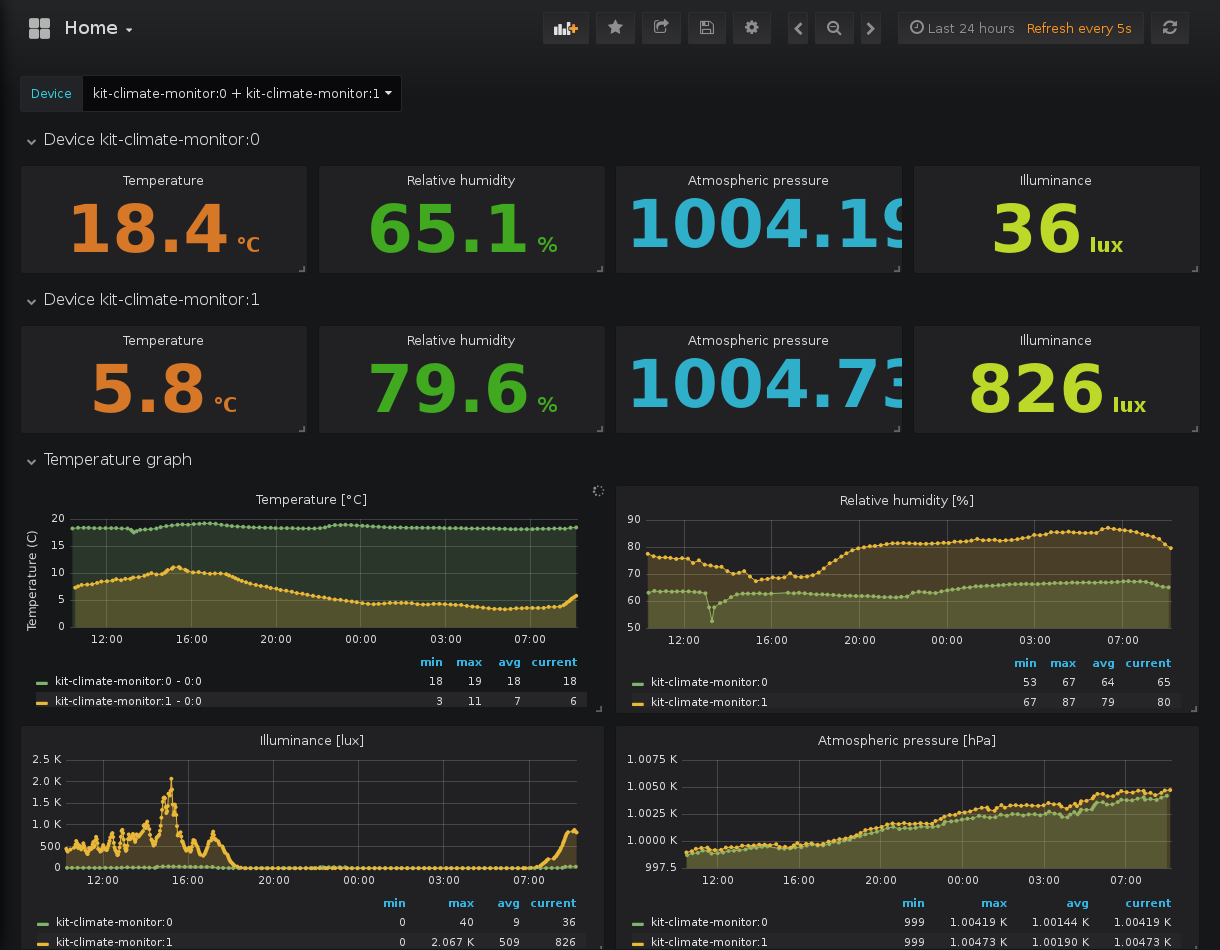 Home
Last 24 hours Refresh every 5s
Device kit-climate-monitor:0 + kit-climate-monitor:1
Device kit-climate-monitor:0
Temperature Relative humidity Atmospheric pressure Illuminance
18.4 °C 65.1 % 1004.19 36 lux
Device kit-climate-monitor:1
Temperature Relative humidity Atmospheric pressure Illuminance
5.8 °C 79.6 % 1004.73 826 lux
Temperature graph
Temperature [°C]
Temperature (C)
20
15
10
5
0
12:00 16:00 20:00 00:00 03:00 07:00
min max avg current
kit-climate-monitor:0 - 0:0 18 19 18 18
kit-climate-monitor:1 - 0:0 3 11 7 6
Relative humidity [%]
90
80
70
60
50
12:00 16:00 20:00 00:00 03:00 07:00
min max avg current
kit-climate-monitor:0 53 67 64 65
kit-climate-monitor:1 67 87 79 80
Illuminance [lux]
2.5 K
2.0 K
1.5 K
1.0 K
500
0
12:00 16:00 20:00 00:00 03:00 07:00
min max avg current
kit-climate-monitor:0 0 40 9 36
kit-climate-monitor:1 0 2.067 K 509 826
Atmospheric pressure [hPa]
1.0075 K
1.0050 K
1.0025 K
1.0000 K
997.5
12:00 16:00 20:00 00:00 03:00 07:00
min max avg current
kit-climate-monitor:0 999 1.00419 K 1.00144 K 1.00419 K
kit-climate-monitor:1 999 1.00473 K 1.00190 K 1.00473 K